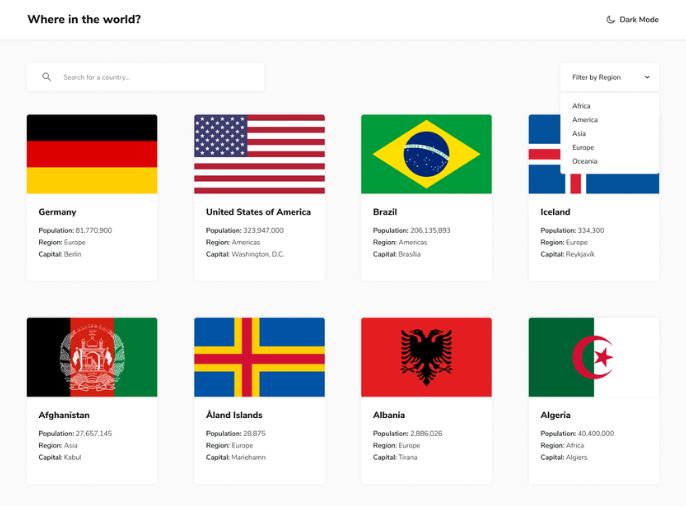 Where in the world?
Dark Mode
Search for a country...
Filter by Region
Africa
America
Asia
Europe
Oceania
Germany
Population: 81,770,900
Region: Europe
Capital: Berlin
United States of America
Population: 323,947,000
Region: Americas
Capital: Washington, D.C.
Brazil
Population: 206,135,893
Region: Americas
Capital: Brasília
Iceland
Population: 334,300
Region: Europe
Capital: Reykjavík
Afghanistan
Population: 27,657,145
Region: Asia
Capital: Kabul
Åland Islands
Population: 28,875
Region: Europe
Capital: Mariehamn
Albania
Population: 2,886,026
Region: Europe
Capital: Tirana
Algeria
Population: 40,400,000
Region: Africa
Capital: Algiers